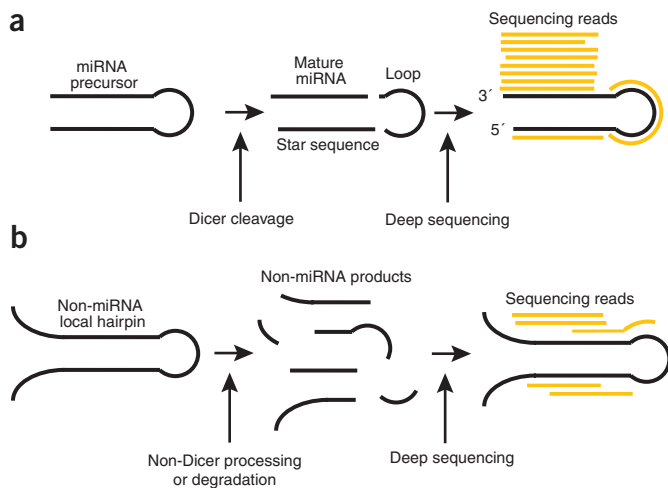 a
Sequencing reads
miRNA
precursor
Mature
miRNA
Loop
3´
5´
Star sequence
Dicer cleavage
Deep sequencing
b
Non-miRNA products
Non-miRNA
local hairpin
Sequencing reads
Non-Dicer processing
or degradation
Deep sequencing